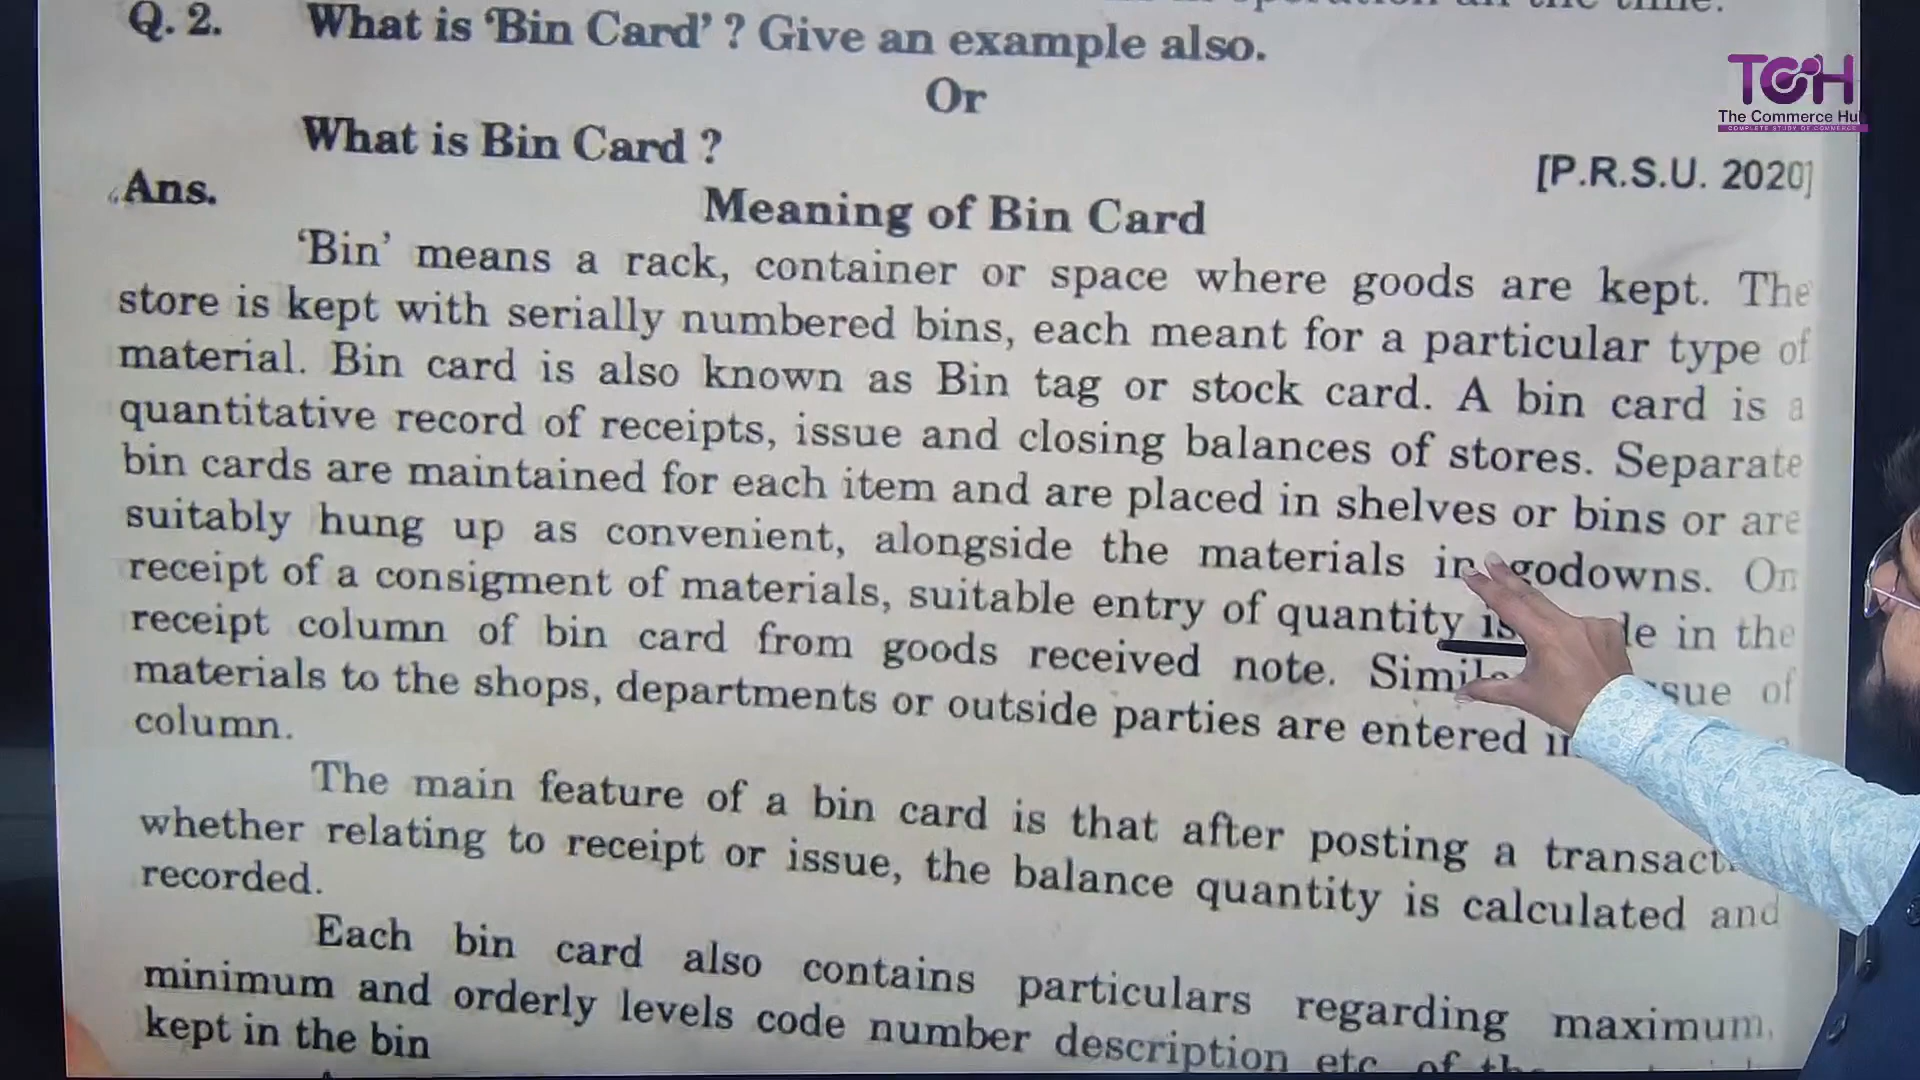 Q. 2. What is ‘Bin Card’ ? Give an example also.
Or
What is Bin Card ?
[P.R.S.U. 2020]
Ans.
Meaning of Bin Card
‘Bin’ means a rack, container or space where goods are kept. The
store is kept with serially numbered bins, each meant for a particular type of
material. Bin card is also known as Bin tag or stock card. A bin card is a
quantitative record of receipts, issue and closing balances of stores. Separate
bin cards are maintained for each item and are placed in shelves or bins or are
suitably hung up as convenient, alongside the materials in godowns. On
receipt of a consigment of materials, suitable entry of quantity is in the
receipt column of bin card from goods received note. of
materials to the shops, departments or outside parties are entered
column.
The main feature of a bin card is that after posting a
whether relating to receipt or issue, the balance quantity is calculated and
recorded.
Each bin card also contains particulars regarding maximum,
minimum and orderly levels code number description etc of
kept in the bin
TCH
The Commerce Hub
COMPLETE STUDY OF COMMERCE